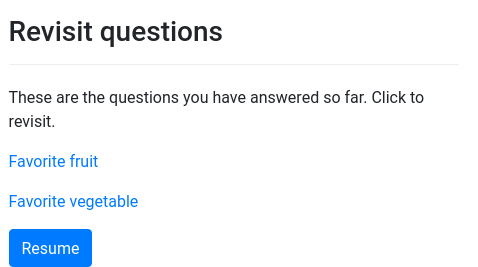 Revisit questions
These are the questions you have answered so far. Click to
revisit.
Favorite fruit
Favorite vegetable
Resume